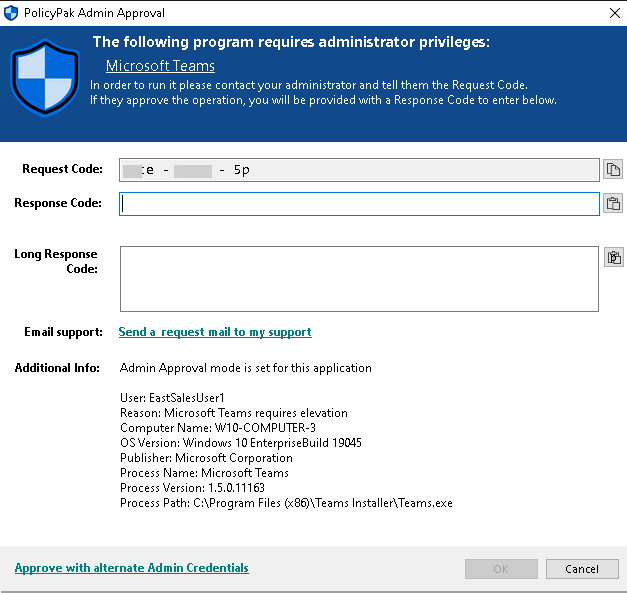 PolicyPak Admin Approval
The following program requires administrator privileges:
Microsoft Teams
In order to run it please contact your administrator and tell them the Request Code.
If they approve the operation, you will be provided with a Response Code to enter below.
Request Code: - - 5p
Response Code:
Long Response
Code:
Email support: Send a request mail to my support
Additional Info: Admin Approval mode is set for this application
User: EastSalesUser1
Reason: Microsoft Teams requires elevation
Computer Name: W10-COMPUTER-3
OS Version: Windows 10 EnterpriseBuild 19045
Publisher: Microsoft Corporation
Process Name: Microsoft Teams
Process Version: 1.5.0.11163
Process Path: C:\Program Files (x86)\Teams Installer\Teams.exe
Approve with alternate Admin Credentials
OK
Cancel